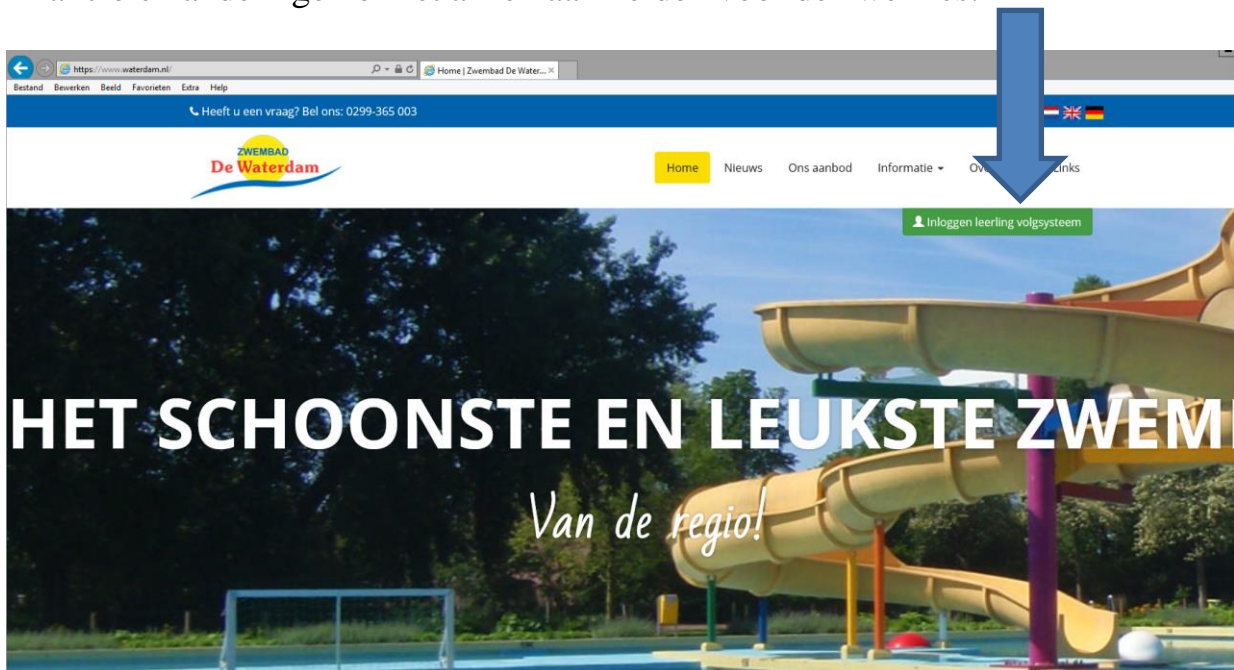 https://www.waterdam.nl/
Home | Zwembad De Water...
Bestand Bewerken Beeld Favorieten Extra Help
Heeft u een vraag? Bel ons: 0299-365 003
ZWEMBAD
De Waterdam
Home Nieuws Ons aanbod Informatie
Inloggen leerling volgsysteem
HET SCHOONSTE EN LEUKSTE
Van de regio!